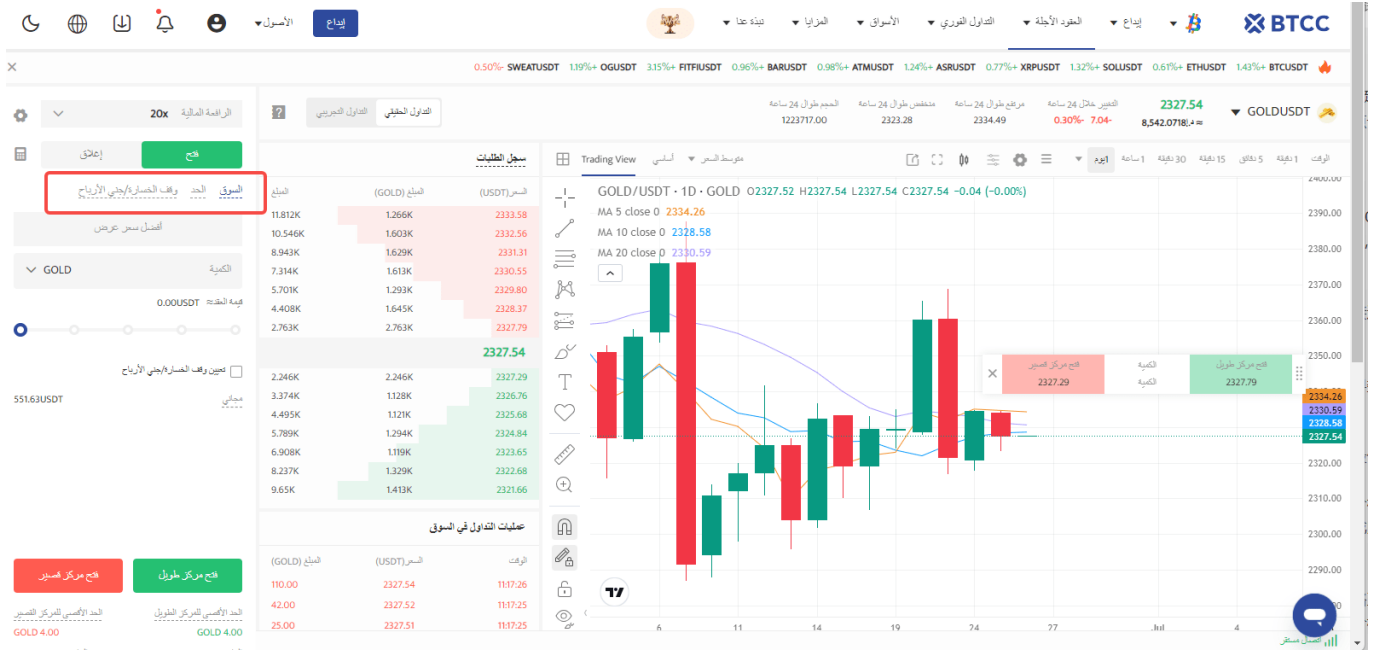 BTCC
إيداع
العقود الآجلة
التداول الفوري
الأسواق
المزايا
نبذة عنا
إيداع
الأصول
BTCUSDT +1.43% ETHUSDT +0.61% SOLUSDT +1.32% XRPUSDT +0.77% ASRUSDT +1.24% ATMUSDT +0.98% BARUSDT +0.96% FITFIUSDT +3.15% OGUSDT +1.19% SWEATUSDT -0.50%
GOLDUSDT
2327.54
8,542.0718
التغيير خلال 24 ساعة
-7.04 -0.30%
مرتفع طوال 24 ساعة
2334.49
منخفض طوال 24 ساعة
2323.28
الحجم طوال 24 ساعة
1223717.00
التداول الحقيقي
التداول التجريبي
الرافعة المالية 20x
الوقت 1 دقيقة 5 دقائق 15 دقيقة 30 دقيقة 1 ساعة 1يوم
متوسط السعر
أساسي
Trading View
GOLD/USDT · 1D · GOLD O2327.52 H2327.54 L2327.54 C2327.54 -0.04 (-0.00%)
MA 5 close 0 2334.26
MA 10 close 0 2328.58
MA 20 close 0 2330.59
2400.00
2390.00
2380.00
2370.00
2360.00
2350.00
2334.26
2330.59
2328.58
2327.54
2320.00
2310.00
2300.00
2290.00
فتح مركز طويل
2327.79
الكمية
الكمية
فتح مركز قصير
2327.29
6 11 14 19 24 27 Jul 4
اتصال مستقر
سجل الطلبات
السعر(USDT) المبلغ (GOLD) المبلغ
2333.58 1.266K 11.812K
2332.56 1.603K 10.546K
2331.31 1.629K 8.943K
2330.55 1.613K 7.314K
2329.80 1.293K 5.701K
2328.37 1.645K 4.408K
2327.79 2.763K 2.763K
2327.54
2327.29 2.246K 2.246K
2326.76 1.128K 3.374K
2325.68 1.121K 4.495K
2324.84 1.294K 5.789K
2323.65 1.119K 6.908K
2322.68 1.329K 8.237K
2321.66 1.413K 9.65K
عمليات التداول في السوق
الوقت السعر(USDT) المبلغ (GOLD)
11:17:26 2327.54 110.00
11:17:25 2327.52 42.00
11:17:25 2327.51 25.00
فتح
إغلاق
السوق الحد وقف الخسارة/جني الأرباح
أفضل سعر عرض
الكمية GOLD
قيمة العقد≈ 0.00USDT
تعيين وقف الخسارة/جني الأرباح
مجاني 551.63USDT
فتح مركز طويل
فتح مركز قصير
الحد الأقصى للمركز الطويل
الحد الأقصى للمركز القصير
GOLD 4.00
GOLD 4.00